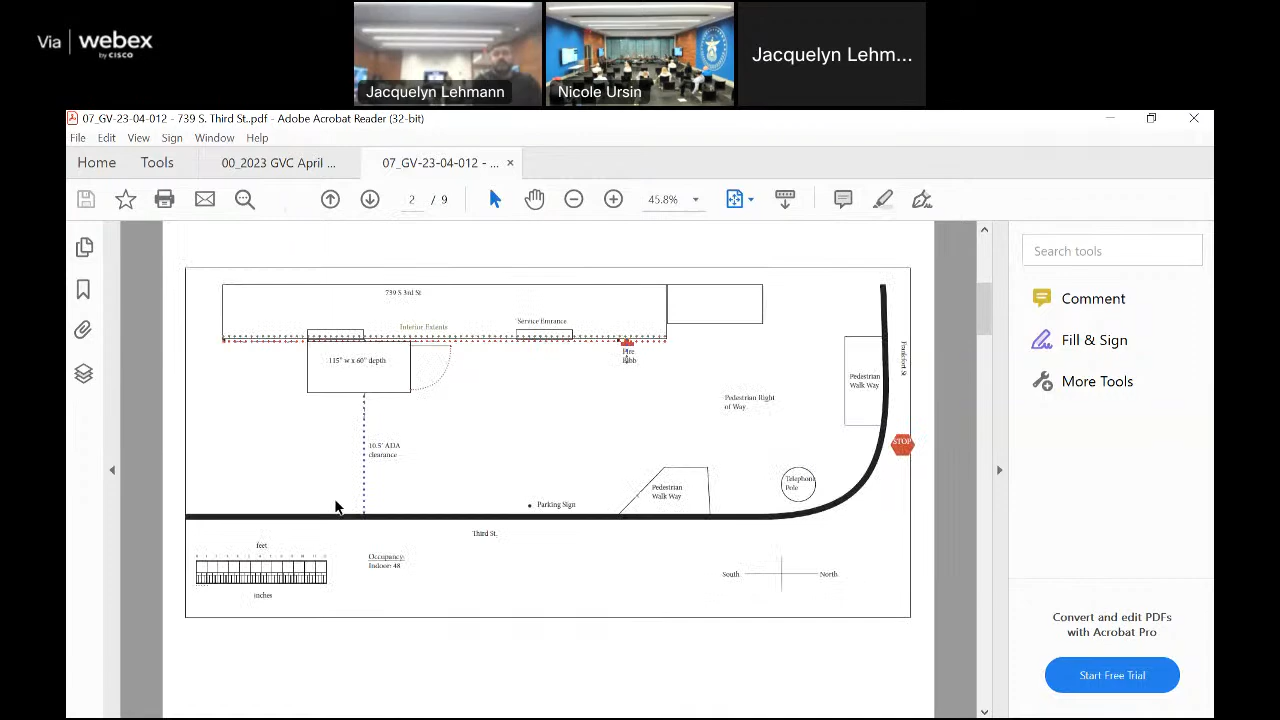 Via webex
by CISCO
Jacquelyn Lehmann
Nicole Ursin
Jacquelyn Lehm...
07_GV-23-04-012 - 739 S. Third St..pdf - Adobe Acrobat Reader (32-bit)
File Edit View Sign Window Help
Home Tools 00_2023 GVC April ... 07_GV-23-04-012 - ... ×
2 / 9 45.8%
Search tools
Comment
Fill & Sign
More Tools
Convert and edit PDFs
with Acrobat Pro
Start Free Trial
739 S 3rd St
Interior Extents
Service Entrance
115" w x 60" depth
Fire
Pedestrian Right
of Way
Pedestrian
Walk Way
Frankfort St
STOP
10.5' ADA
clearance
Pedestrian
Walk Way
Telephone
Pole
Parking Sign
Third St.
feet
inches
Occupancy:
Indoor: 48
South North